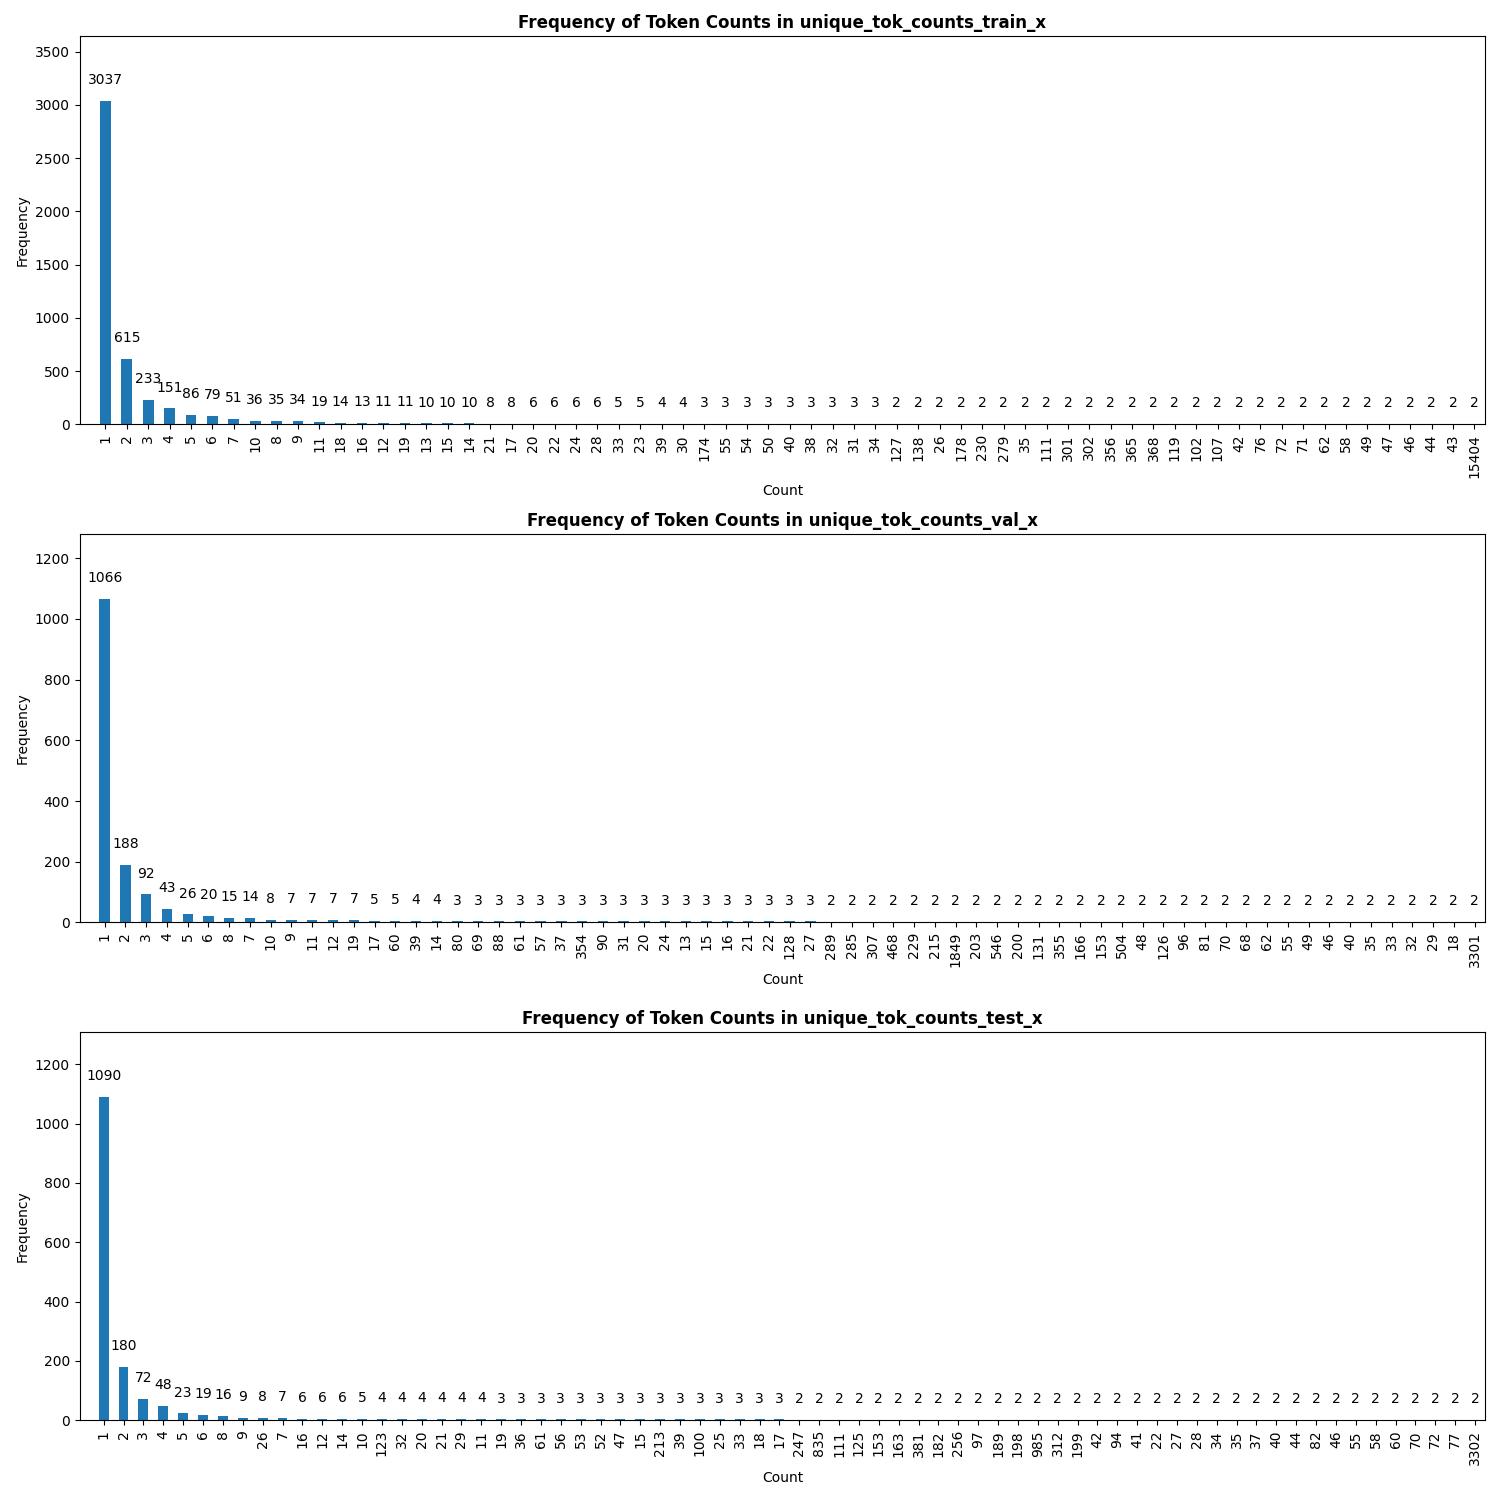 Frequency of Token Counts in unique_tok_counts_train_x
Frequency
3500
3000
2500
2000
1500
1000
500
0
3037 615 233 151 86 79 51 36 35 34 19 14 13 11 11 10 10 10 8 8 6 6 6 6 5 5 4 4 3 3 3 3 3 3 3 3 3 2 2 2 2 2 2 2 2 2 2 2 2 2 2 2 2 2 2 2 2 2 2 2 2 2 2 2 2
1 2 3 4 5 6 7 10 8 9 11 18 16 12 19 13 15 14 21 17 20 22 24 28 33 23 39 30 174 55 54 50 40 38 32 31 34 127 138 26 178 230 279 35 111 301 302 356 365 368 119 102 107 42 76 72 71 62 58 49 47 46 44 43 15404
Count
Frequency of Token Counts in unique_tok_counts_val_x
Frequency
1200
1000
800
600
400
200
0
1066 188 92 43 26 20 15 14 8 7 7 7 7 5 5 4 4 3 3 3 3 3 3 3 3 3 3 3 3 3 3 3 3 3 3 2 2 2 2 2 2 2 2 2 2 2 2 2 2 2 2 2 2 2 2 2 2 2 2 2 2 2 2 2 2 2 2
1 2 3 4 5 6 8 7 10 9 11 12 19 17 60 39 14 80 69 88 61 57 37 354 90 31 20 24 13 15 16 21 22 128 27 289 285 307 468 229 215 1849 203 546 200 131 355 166 153 504 48 126 96 81 70 68 62 55 49 46 40 35 33 32 29 18 3301
Count
Frequency of Token Counts in unique_tok_counts_test_x
Frequency
1200
1000
800
600
400
200
0
1090 180 72 48 23 19 16 9 8 7 6 6 6 5 4 4 4 4 4 4 3 3 3 3 3 3 3 3 3 3 3 3 3 3 3 2 2 2 2 2 2 2 2 2 2 2 2 2 2 2 2 2 2 2 2 2 2 2 2 2 2 2 2 2 2 2 2 2 2 2
1 2 3 4 5 6 8 9 26 7 16 12 14 10 123 32 20 21 29 11 19 36 61 56 53 52 47 15 213 39 100 25 33 18 17 247 835 111 125 153 163 381 182 256 97 189 198 985 312 199 42 94 41 22 27 28 34 35 37 40 44 82 46 55 58 60 70 72 77 3302
Count